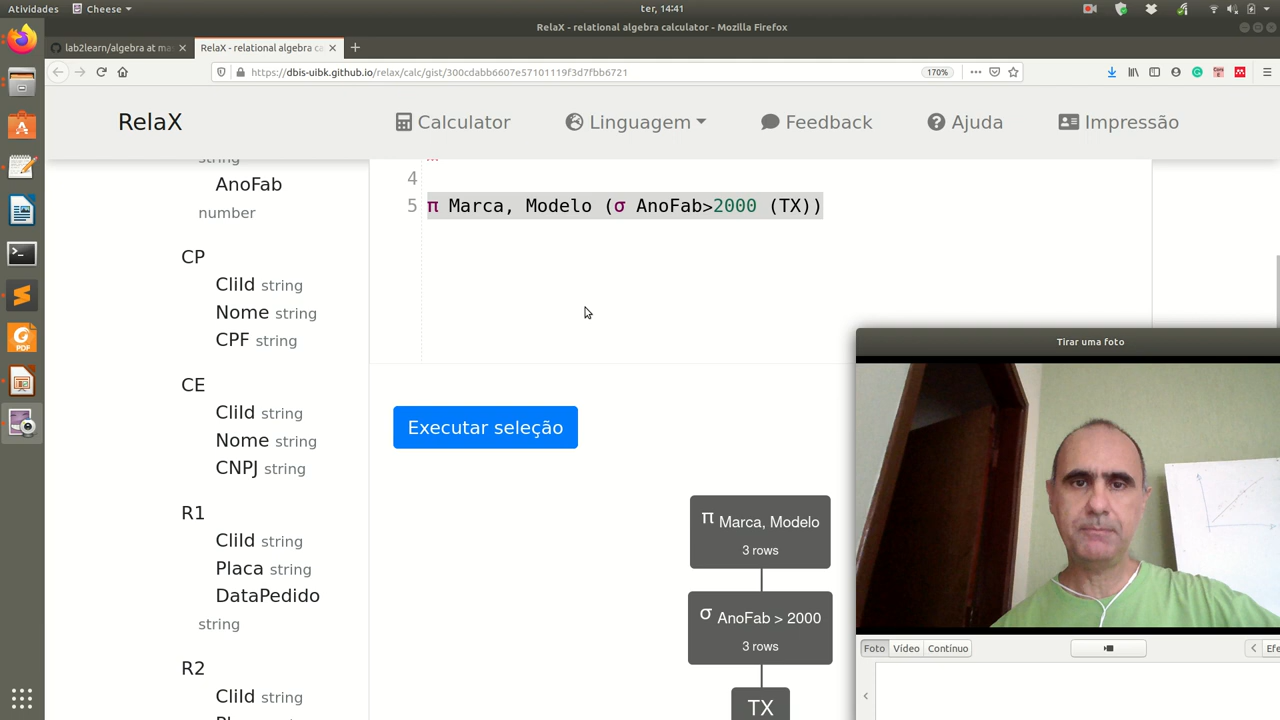 Atividades
Cheese
ter, 14:41
RelaX - relational algebra calculator - Mozilla Firefox
lab2learn/algebra at ma
RelaX - relational algebra ca
https://dbis-uibk.github.io/relax/calc/gist/300cdabb6607e57101119f3d7fbb6721
170%
RelaX
Calculator
Linguagem
Feedback
Ajuda
Impressão
string
AnoFab
number
CP
CliId string
Nome string
CPF string
CE
CliId string
Nome string
CNPJ string
R1
CliId string
Placa string
DataPedido
string
R2
CliId string
4
5 π Marca, Modelo (σ AnoFab>2000 (TX))
Executar seleção
π Marca, Modelo
3 rows
σ AnoFab > 2000
3 rows
TX
Tirar uma foto
Foto
Vídeo
Contínuo
Efe